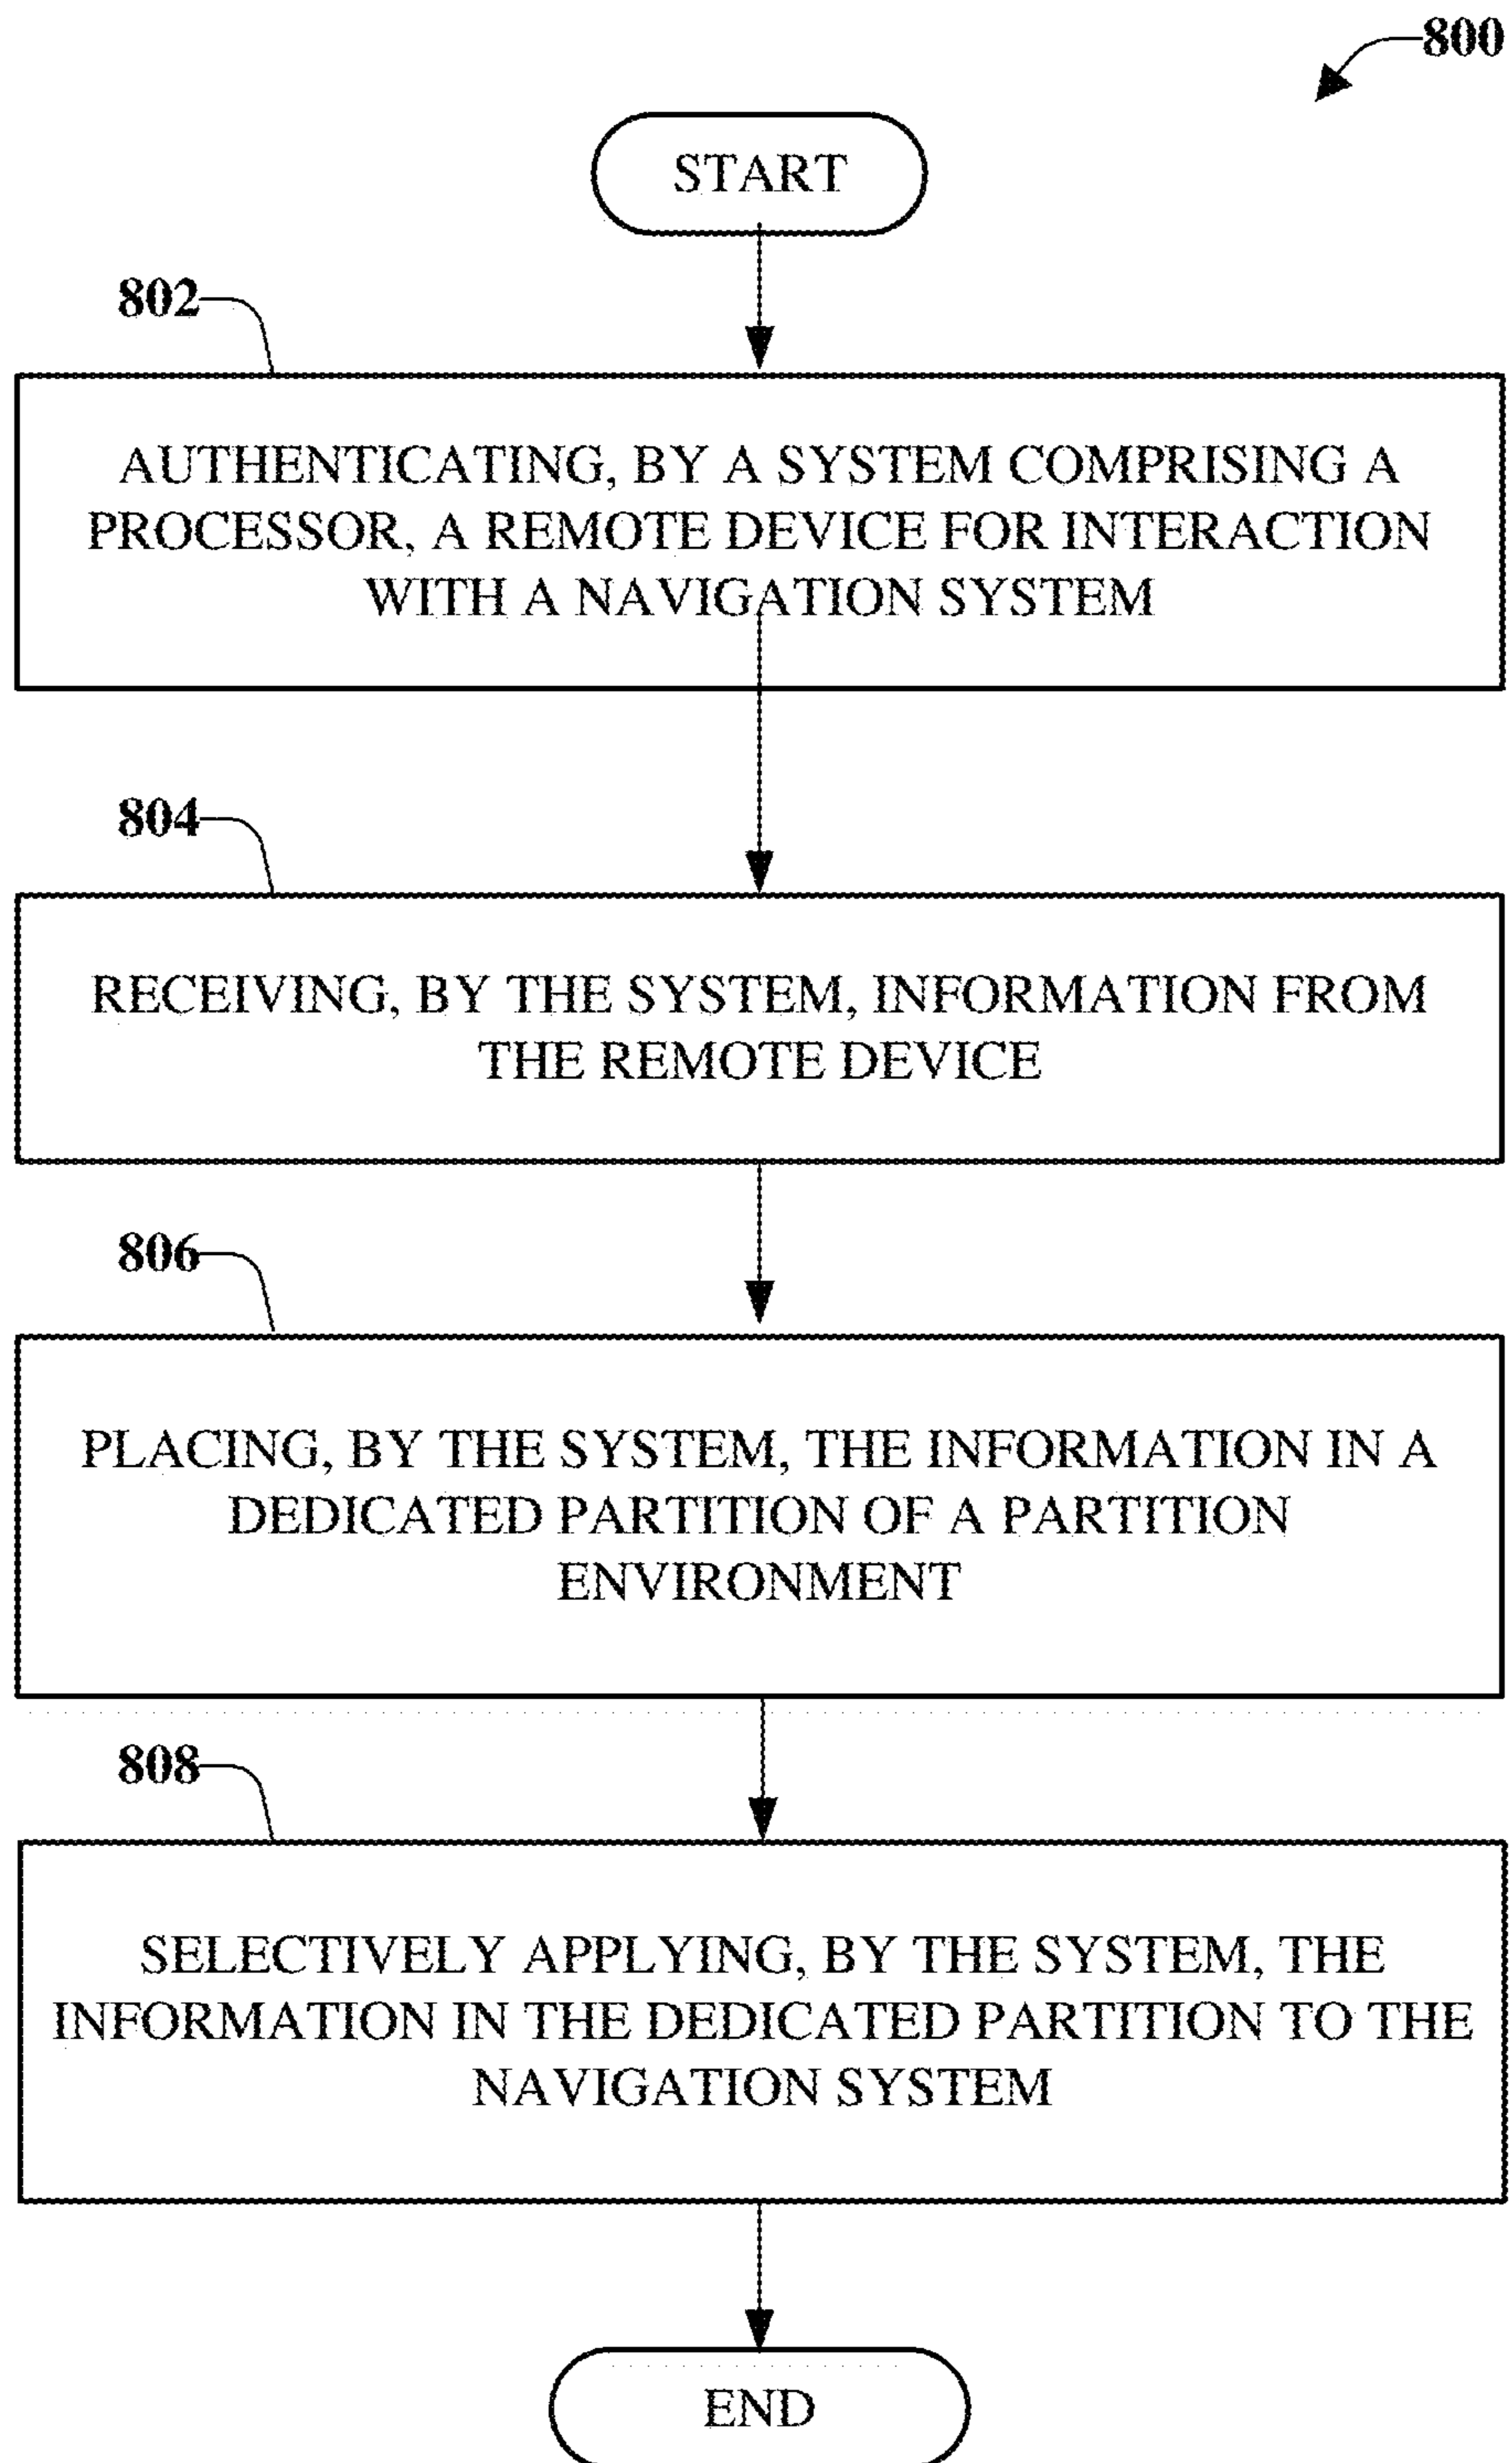 800
START
802
AUTHENTICATING, BY A SYSTEM COMPRISING A
PROCESSOR, A REMOTE DEVICE FOR INTERACTION
WITH A NAVIGATION SYSTEM
804
RECEIVING, BY THE SYSTEM, INFORMATION FROM
THE REMOTE DEVICE
806
PLACING, BY THE SYSTEM, THE INFORMATION IN A
DEDICATED PARTITION OF A PARTITION
ENVIRONMENT
808
SELECTIVELY APPLYING, BY THE SYSTEM, THE
INFORMATION IN THE DEDICATED PARTITION TO THE
NAVIGATION SYSTEM
END